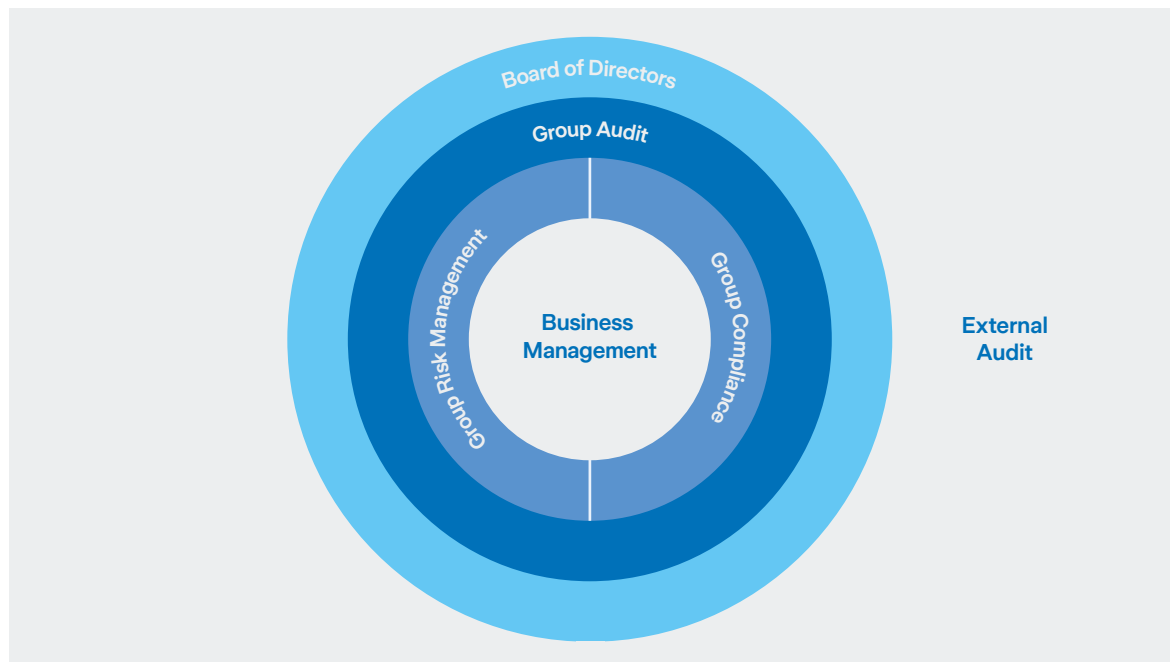 Board of Directors
Group Audit
Group Risk Management
Group Compliance
Business
Management
External
Audit